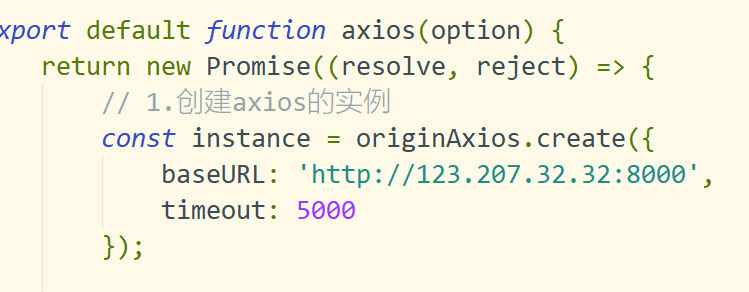 xport default function axios(option) {
return new Promise((resolve, reject) => {
// 1.创建axios的实例
const instance = originAxios.create({
baseURL: 'http://123.207.32.32:8000',
timeout: 5000
});